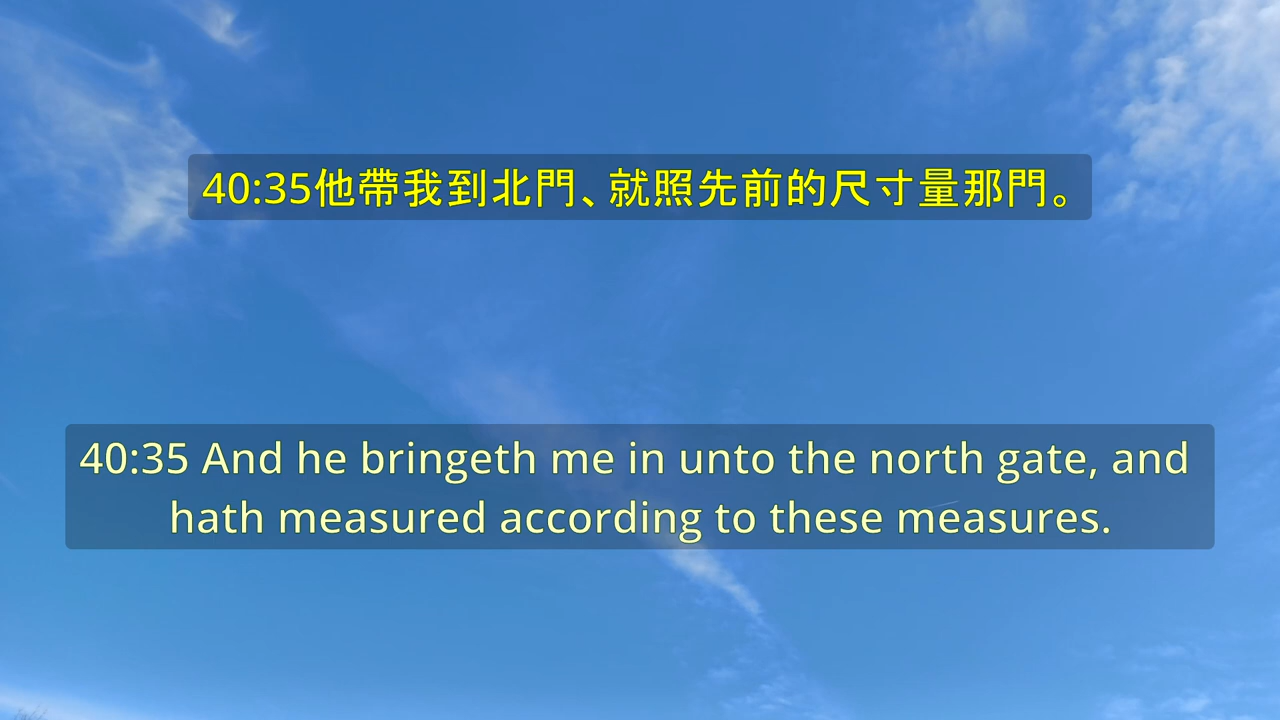 40:35他帶我到北門、就照先前的尺寸量那門。
40:35 And he bringeth me in unto the north gate, and
hath measured according to these measures.